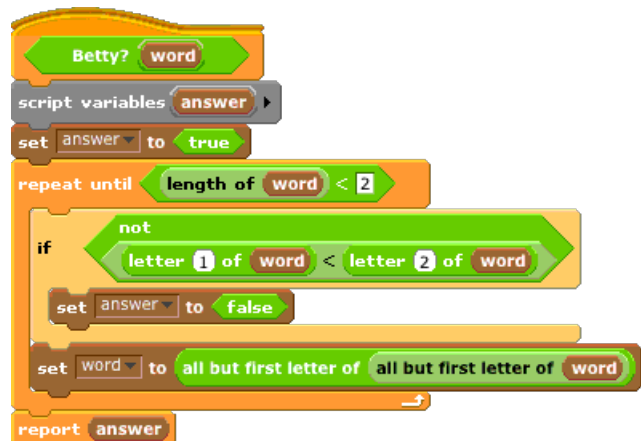 Betty? word
script variables answer
set answer to true
repeat until length of word < 2
not
if letter 1 of word < letter 2 of word
set answer to false
set word to all but first letter of all but first letter of word
report answer